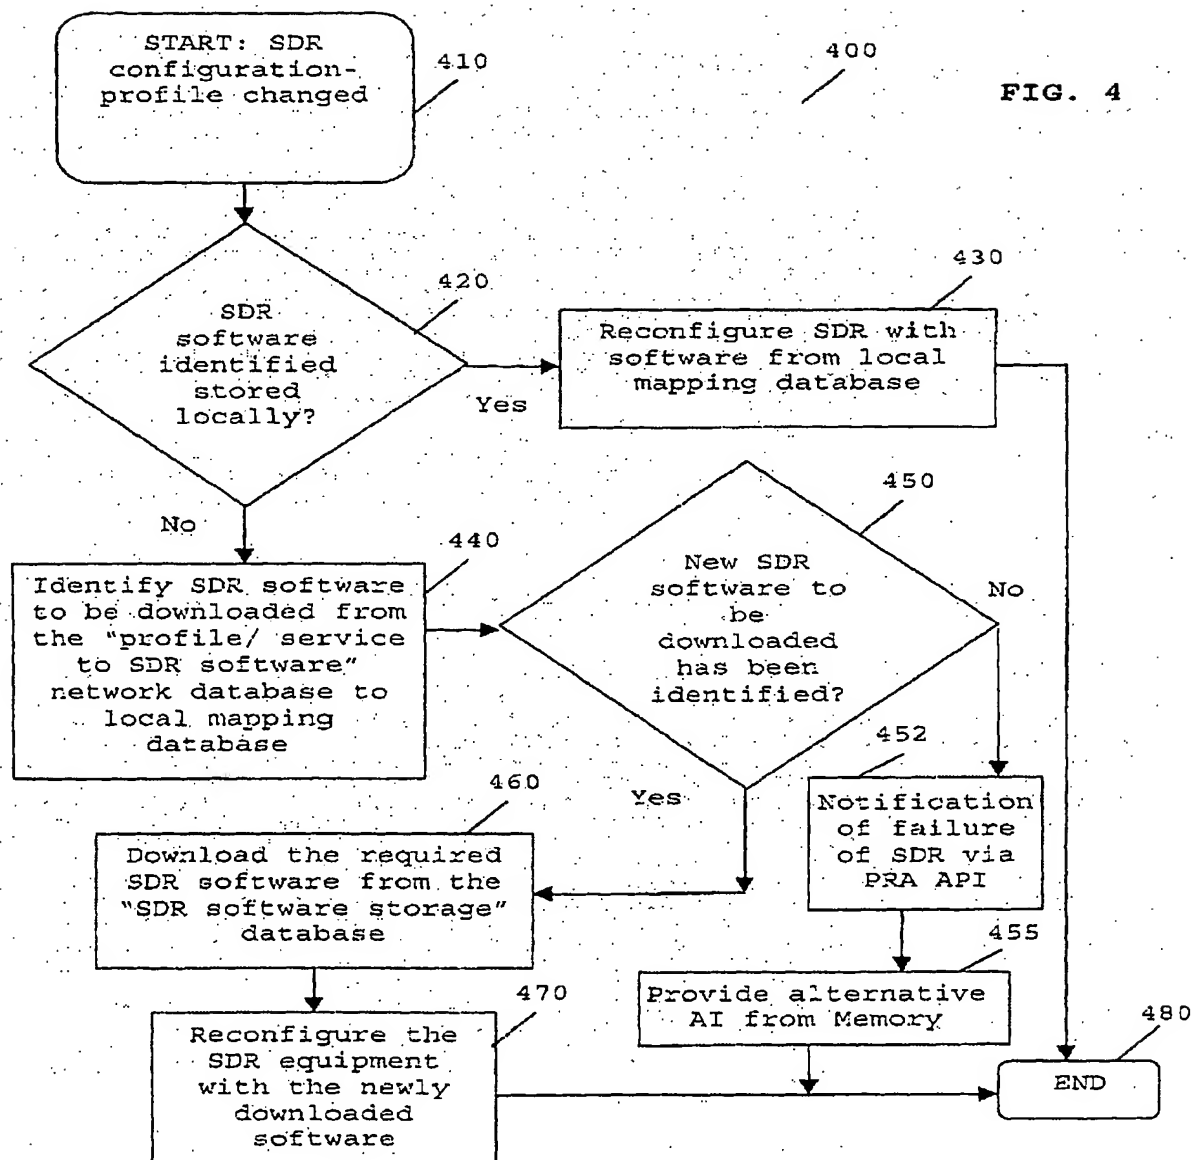 START: SDR
configuration-
profile changed
410
400
FIG. 4
SDR
software
identified
stored
locally?
420
Yes
No
430
Reconfigure SDR with
software from local
mapping database
440
Identify SDR software
to be downloaded from
the "profile/ service
to SDR software"
network database to
local mapping
database
450
New SDR
software to
be
downloaded
has been
identified?
No
Yes
452
Notification
of failure
of SDR via
PRA API
460
Download the required
SDR software from the
"SDR software storage"
database
455
Provide alternative
AI from Memory
470
Reconfigure the
SDR equipment
with the newly
downloaded
software
480
END